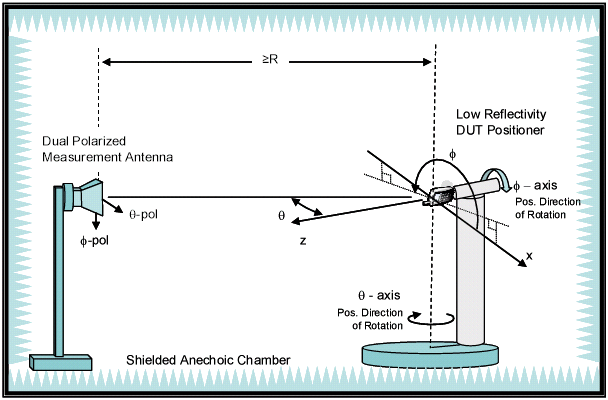 ≥R
Low Reflectivity
DUT Positioner
Dual Polarized
Measurement Antenna
ϕ
ϕ – axis
Pos. Direction
of Rotation
θ-pol
ϕ-pol
θ
z
x
θ - axis
Pos. Direction
of Rotation
Shielded Anechoic Chamber